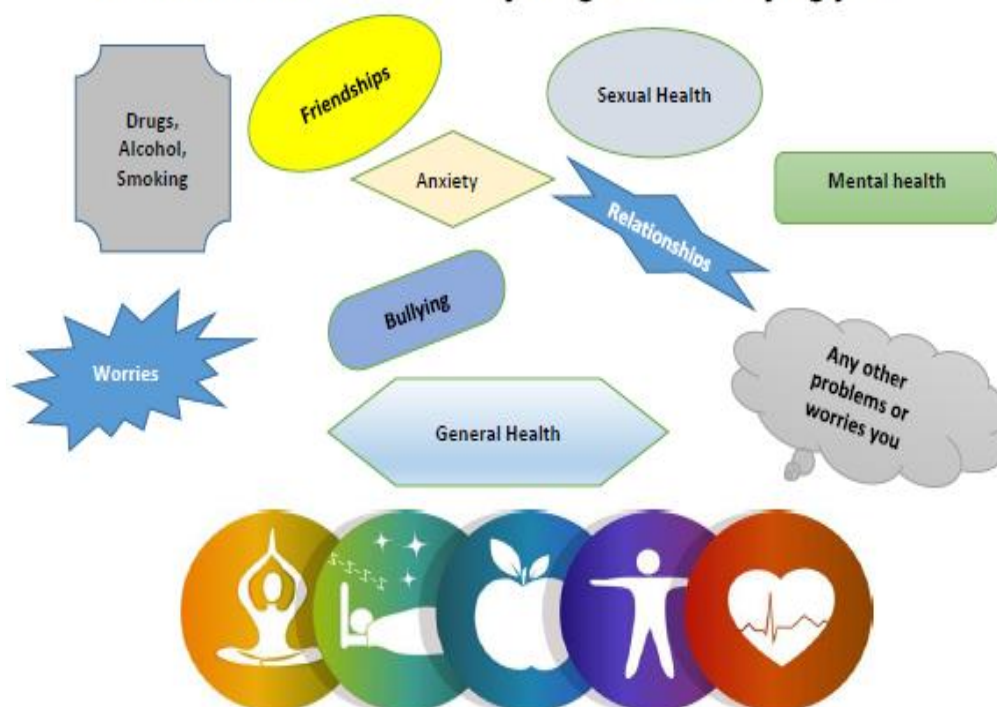 Friendships
Sexual Health
Drugs,
Alcohol,
Smoking
Anxiety
Mental health
Relationships
Bullying
Worries
Any other
problems or
worries you
General Health